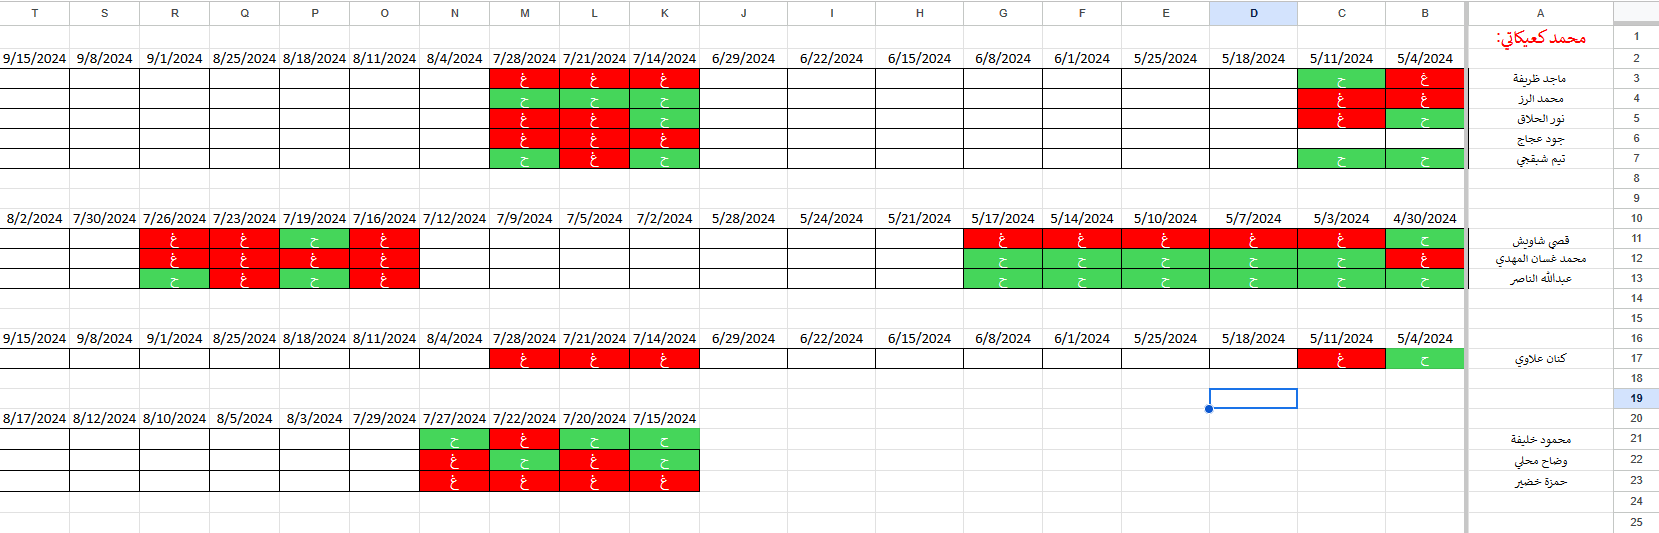 A B C D E F G H I J K L M N O P Q R S T
1 محمد كعيكاتي:
2 5/4/2024 5/11/2024 5/18/2024 5/25/2024 6/1/2024 6/8/2024 6/15/2024 6/22/2024 6/29/2024 7/14/2024 7/21/2024 7/28/2024 8/4/2024 8/11/2024 8/18/2024 8/25/2024 9/1/2024 9/8/2024 9/15/2024
3 ماجد ظريفة غ ح غ غ غ
4 محمد الرز غ غ ح ح ح
5 نور الحلاق ح غ ح غ غ
6 جود عجاج غ غ غ
7 تيم شبقجي ح ح ح غ ح
8
9
10 4/30/2024 5/3/2024 5/7/2024 5/10/2024 5/14/2024 5/17/2024 5/21/2024 5/24/2024 5/28/2024 7/2/2024 7/5/2024 7/9/2024 7/12/2024 7/16/2024 7/19/2024 7/23/2024 7/26/2024 7/30/2024 8/2/2024
11 قصي شاويش ح غ غ غ غ غ غ ح غ غ
12 محمد غسان المهدي غ ح ح ح ح ح غ غ غ غ
13 عبدالله الناصر ح ح ح ح ح ح غ ح غ ح
14
15
16 5/4/2024 5/11/2024 5/18/2024 5/25/2024 6/1/2024 6/8/2024 6/15/2024 6/22/2024 6/29/2024 7/14/2024 7/21/2024 7/28/2024 8/4/2024 8/11/2024 8/18/2024 8/25/2024 9/1/2024 9/8/2024 9/15/2024
17 كنان علاوي ح غ غ غ غ
18
19
20 7/15/2024 7/20/2024 7/22/2024 7/27/2024 7/29/2024 8/3/2024 8/5/2024 8/10/2024 8/12/2024 8/17/2024
21 محمود خليفة ح ح غ ح
22 وضاح محلي ح غ ح غ
23 حمزة خضير غ غ غ غ
24
25